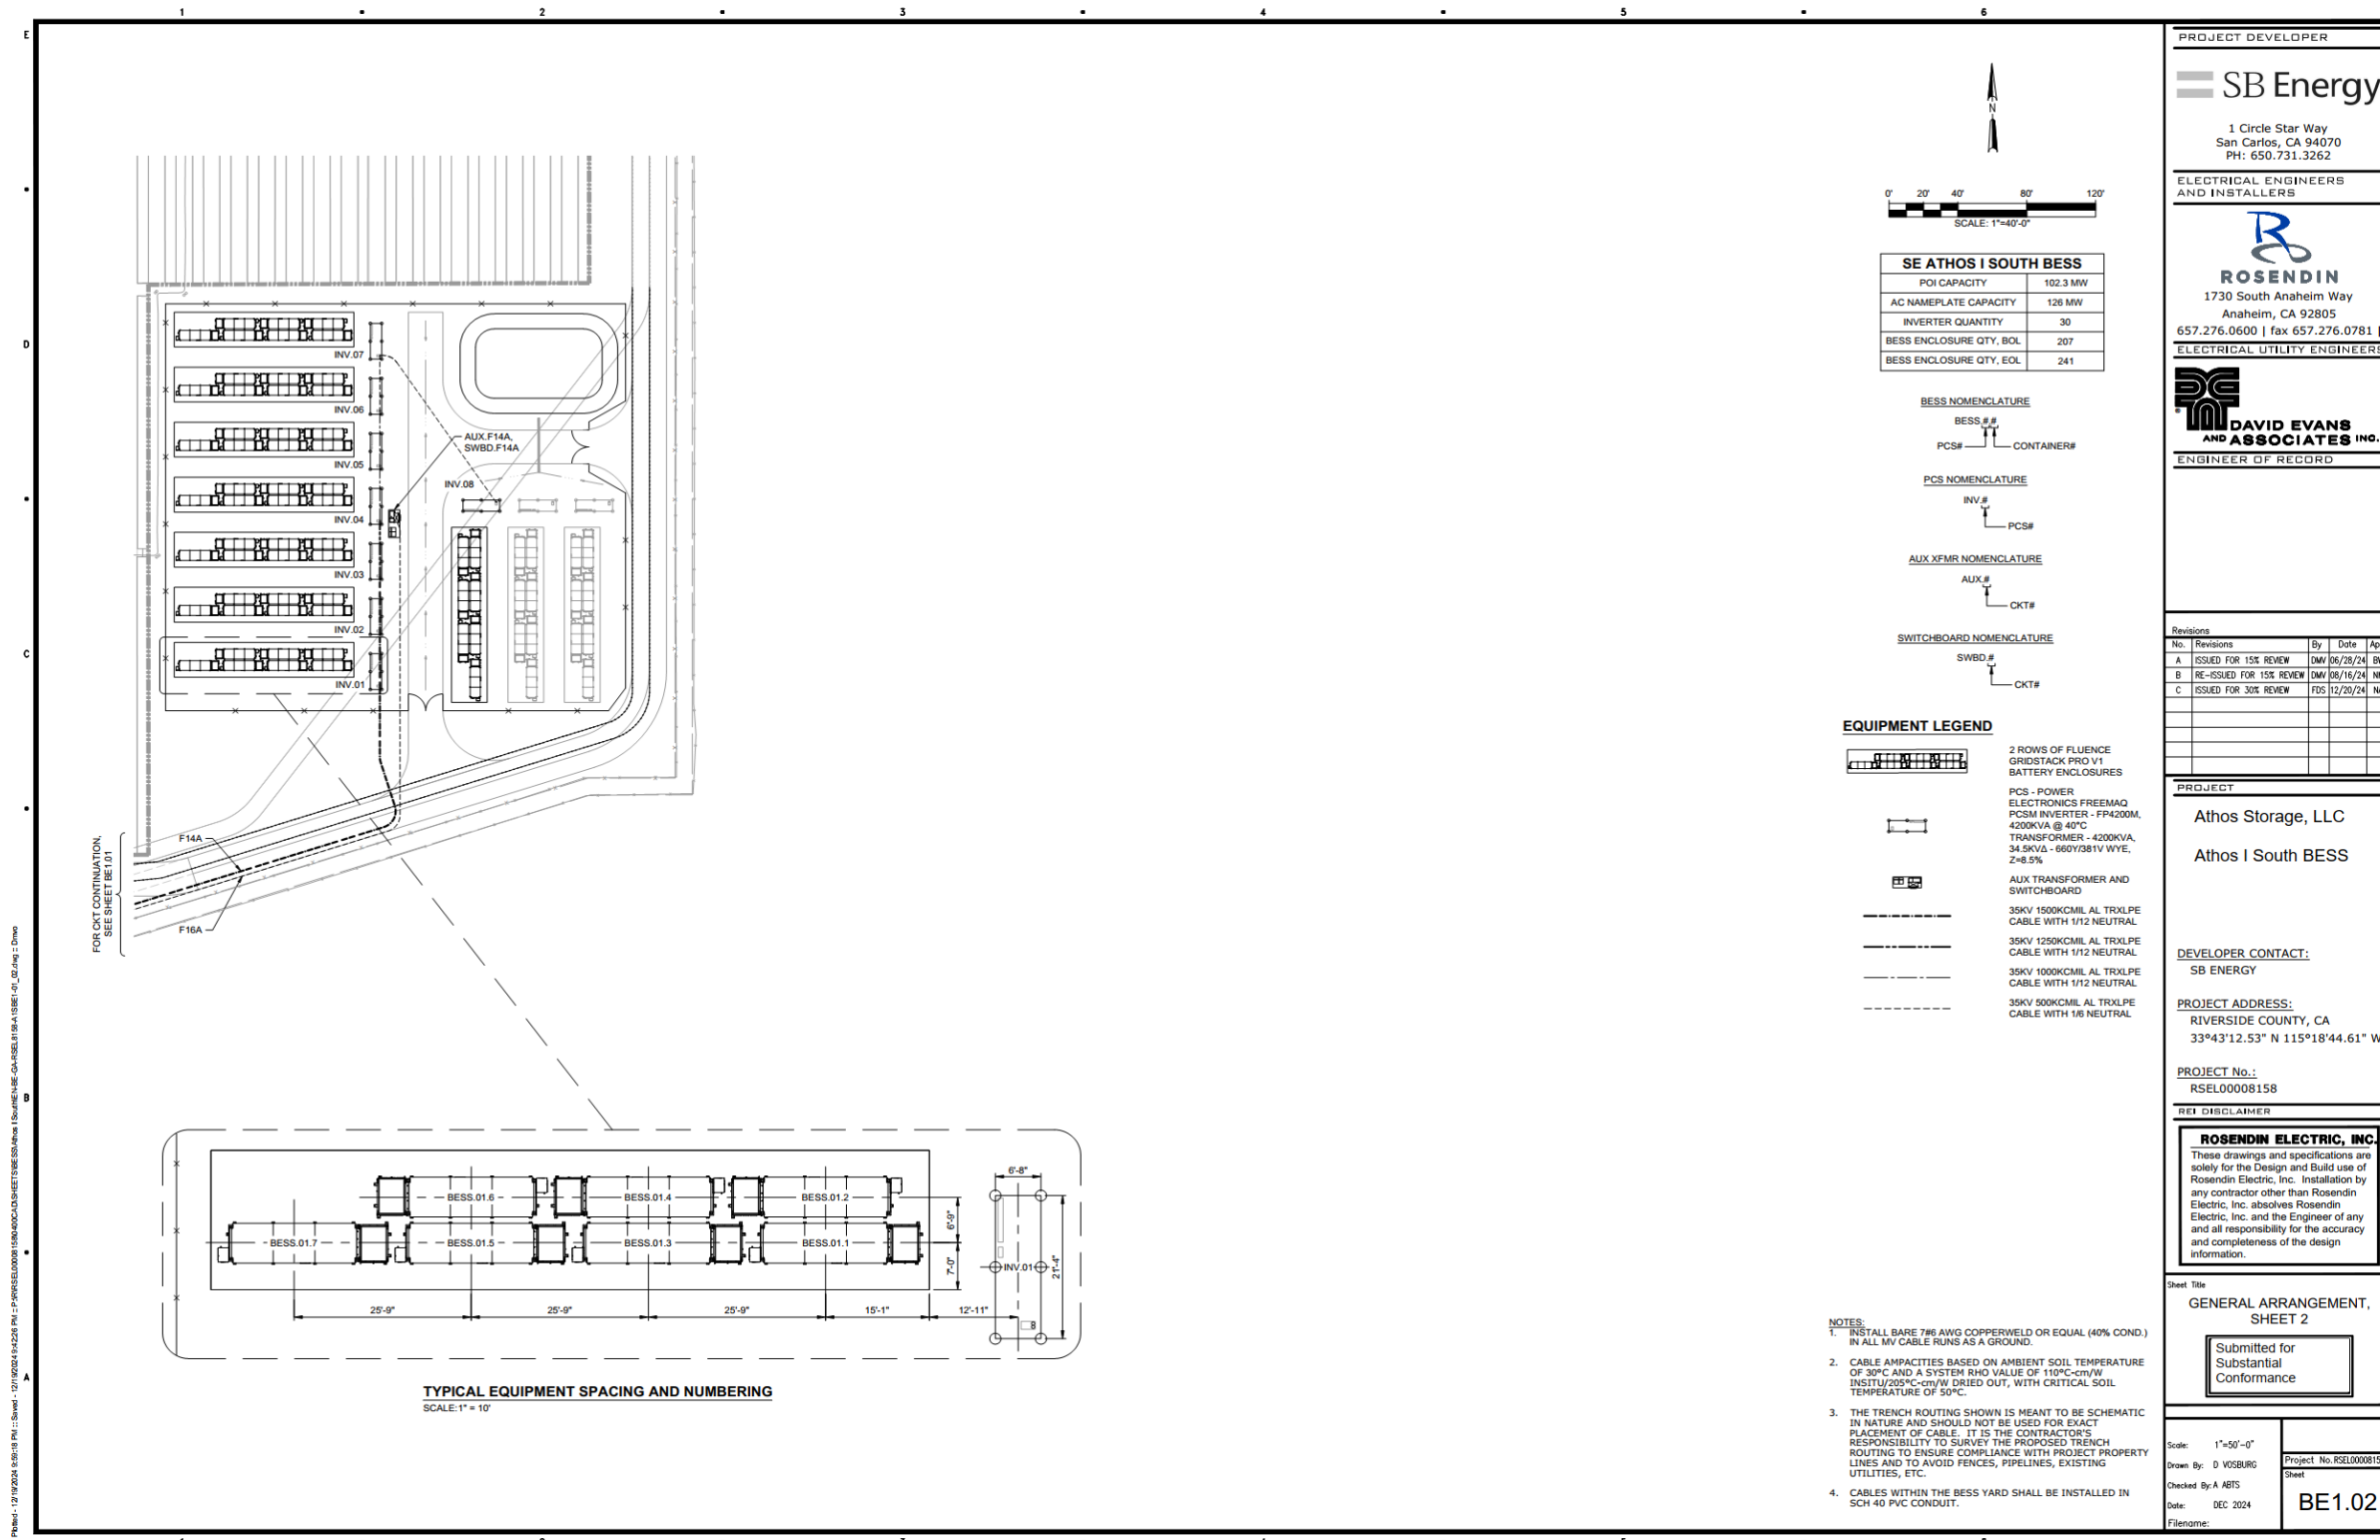 1
2
3
4
5
6
E
D
C
B
A
N
0'
20'
40'
80'
120'
SCALE: 1"=40'-0"
SE ATHOS I SOUTH BESS
POI CAPACITY 102.3 MW
AC NAMEPLATE CAPACITY 126 MW
INVERTER QUANTITY 30
BESS ENCLOSURE QTY, BOL 207
BESS ENCLOSURE QTY, EOL 241
BESS NOMENCLATURE
BESS.#.#
PCS# CONTAINER#
PCS NOMENCLATURE
INV.#
PCS#
AUX XFMR NOMENCLATURE
AUX.#
CKT#
SWITCHBOARD NOMENCLATURE
SWBD.#
CKT#
EQUIPMENT LEGEND
2 ROWS OF FLUENCE
GRIDSTACK PRO V1
BATTERY ENCLOSURES
PCS - POWER
ELECTRONICS FREEMAQ
PCSM INVERTER - FP4200M,
4200KVA @ 40°C
TRANSFORMER - 4200KVA,
34.5KVΔ - 660Y/381V WYE,
Z=8.5%
AUX TRANSFORMER AND
SWITCHBOARD
35KV 1500KCMIL AL TRXLPE
CABLE WITH 1/12 NEUTRAL
35KV 1250KCMIL AL TRXLPE
CABLE WITH 1/12 NEUTRAL
35KV 1000KCMIL AL TRXLPE
CABLE WITH 1/12 NEUTRAL
35KV 500KCMIL AL TRXLPE
CABLE WITH 1/6 NEUTRAL
INV.07
INV.06
AUX.F14A,
SWBD.F14A
INV.05
INV.08
INV.04
INV.03
INV.02
INV.01
F14A
F16A
FOR CKT CONTINUATION,
SEE SHEET BE1.01
BESS.01.6
BESS.01.4
BESS.01.2
BESS.01.7
BESS.01.5
BESS.01.3
BESS.01.1
INV.01
6'-8"
6'-9"
7'-0"
21'-4"
25'-9"
25'-9"
25'-9"
15'-1"
12'-11"
TYPICAL EQUIPMENT SPACING AND NUMBERING
SCALE:1" = 10'
NOTES:
1. INSTALL BARE 7#6 AWG COPPERWELD OR EQUAL (40% COND.)
IN ALL MV CABLE RUNS AS A GROUND.
2. CABLE AMPACITIES BASED ON AMBIENT SOIL TEMPERATURE
OF 30°C AND A SYSTEM RHO VALUE OF 110°C-cm/W
INSITU/205°C-cm/W DRIED OUT, WITH CRITICAL SOIL
TEMPERATURE OF 50°C.
3. THE TRENCH ROUTING SHOWN IS MEANT TO BE SCHEMATIC
IN NATURE AND SHOULD NOT BE USED FOR EXACT
PLACEMENT OF CABLE. IT IS THE CONTRACTOR'S
RESPONSIBILITY TO SURVEY THE PROPOSED TRENCH
ROUTING TO ENSURE COMPLIANCE WITH PROJECT PROPERTY
LINES AND TO AVOID FENCES, PIPELINES, EXISTING
UTILITIES, ETC.
4. CABLES WITHIN THE BESS YARD SHALL BE INSTALLED IN
SCH 40 PVC CONDUIT.
PROJECT DEVELOPER
SB Energy
1 Circle Star Way
San Carlos, CA 94070
PH: 650.731.3262
ELECTRICAL ENGINEERS
AND INSTALLERS
ROSENDIN
1730 South Anaheim Way
Anaheim, CA 92805
657.276.0600 | fax 657.276.0781 |
ELECTRICAL UTILITY ENGINEERS
DAVID EVANS
AND ASSOCIATES INC.
ENGINEER OF RECORD
Revisions
No. Revisions By Date
A ISSUED FOR 15% REVIEW DMV 06/28/24
B RE-ISSUED FOR 15% REVIEW DMV 08/16/24
C ISSUED FOR 30% REVIEW FDS 12/20/24
PROJECT
Athos Storage, LLC
Athos I South BESS
DEVELOPER CONTACT:
SB ENERGY
PROJECT ADDRESS:
RIVERSIDE COUNTY, CA
33°43'12.53" N 115°18'44.61" W
PROJECT No.:
RSEL00008158
REI DISCLAIMER
ROSENDIN ELECTRIC, INC.
These drawings and specifications are
solely for the Design and Build use of
Rosendin Electric, Inc. Installation by
any contractor other than Rosendin
Electric, Inc. absolves Rosendin
Electric, Inc. and the Engineer of any
and all responsibility for the accuracy
and completeness of the design
information.
Sheet Title
GENERAL ARRANGEMENT,
SHEET 2
Submitted for
Substantial
Conformance
Scale: 1"=50'-0"
Drawn By: D VOSBURG
Checked By: A ABTS
Date: DEC 2024
Filename:
Project No. RSEL0000815
Sheet
BE1.02